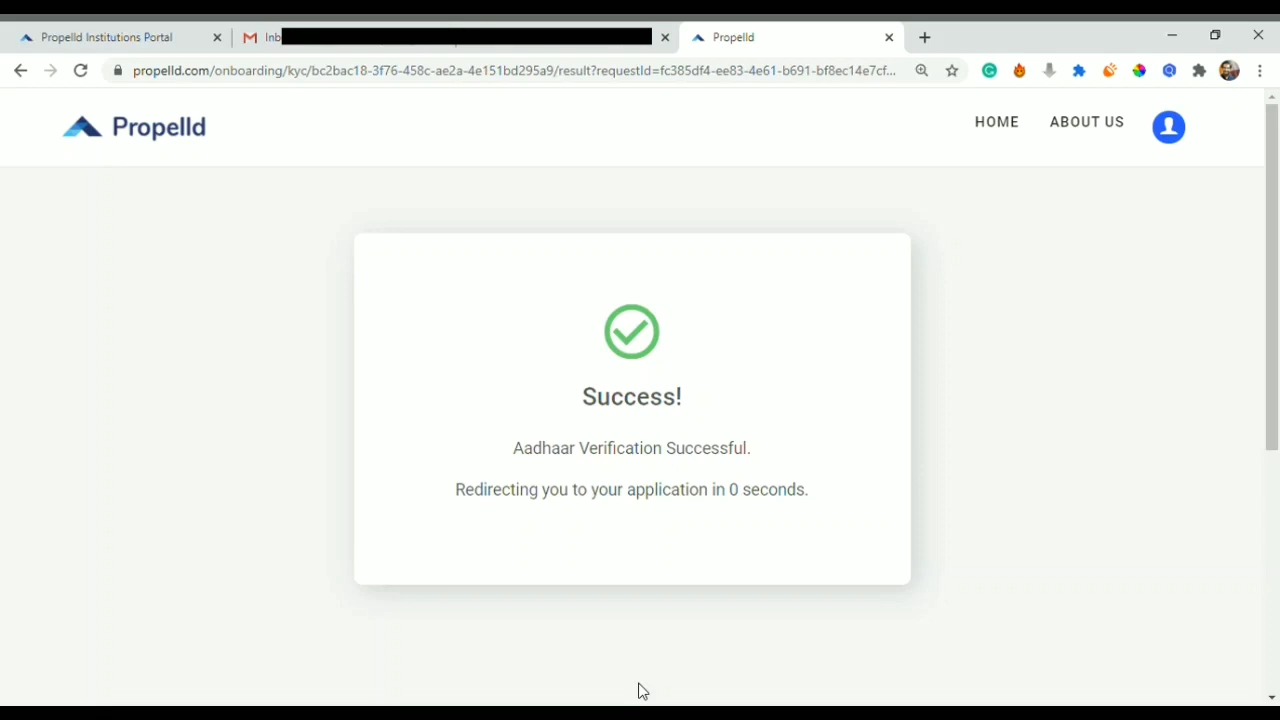 Propelld Institutions Portal
Inb
Propelld
propelld.com/onboarding/kyc/bc2bac18-3f76-458c-ae2a-4e151bd295a9/result?requestId=fc385df4-ee83-4e61-b691-bf8ec14e7cf...
Propelld
HOME
ABOUT US
Success!
Aadhaar Verification Successful.
Redirecting you to your application in 0 seconds.